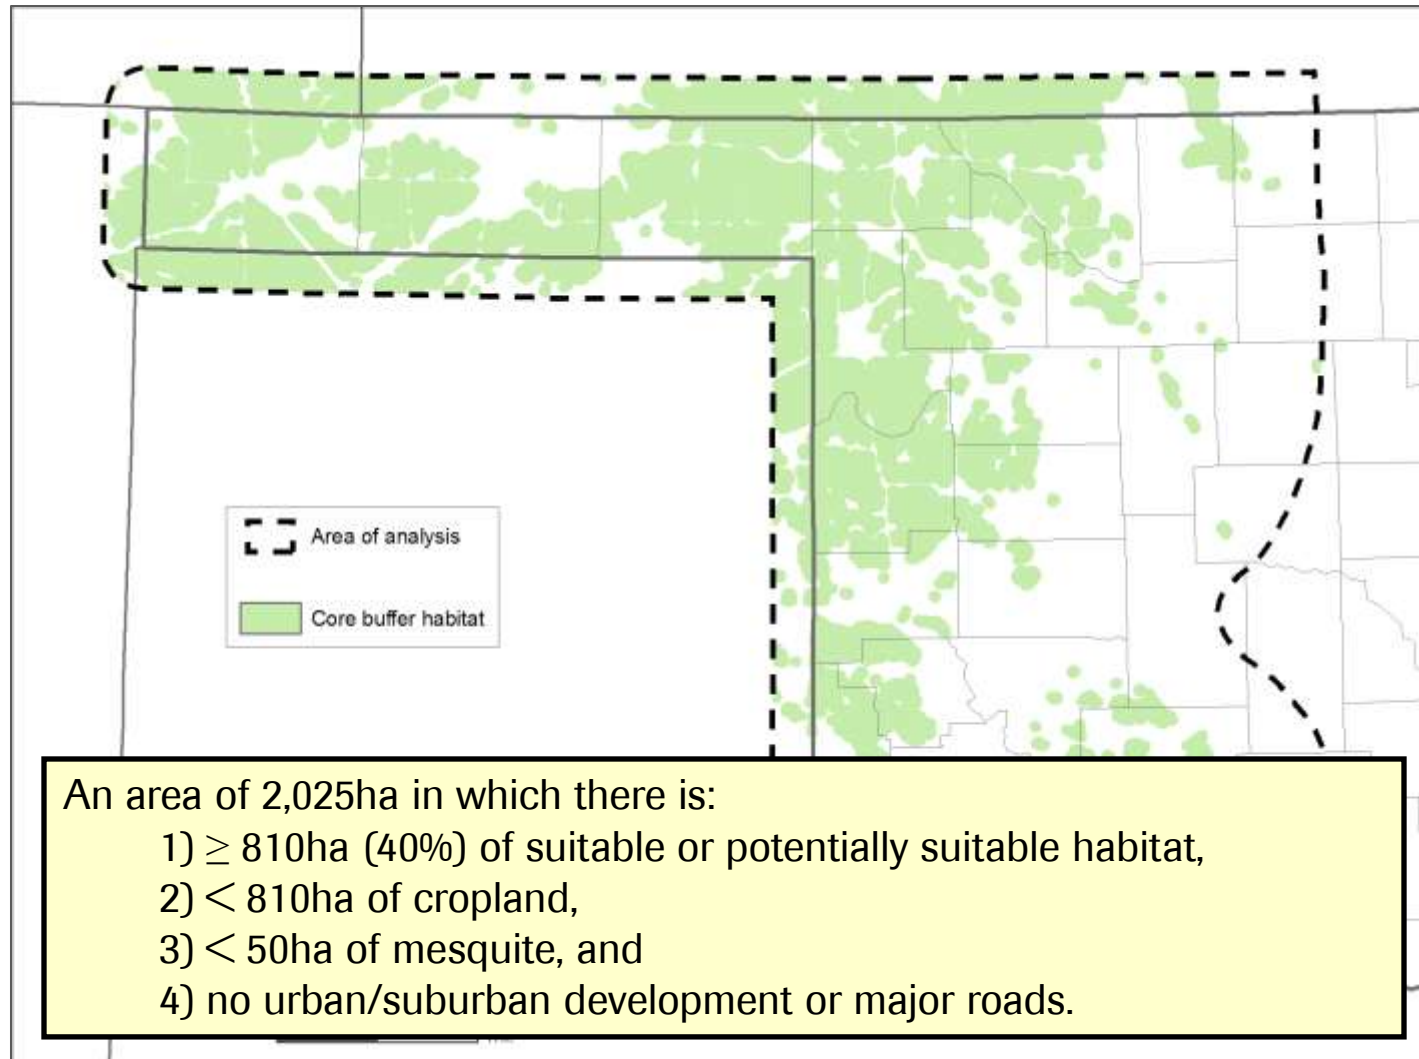 Area of analysis
Core buffer habitat
An area of 2,025ha in which there is:
1) ≥ 810ha (40%) of suitable or potentially suitable habitat,
2) < 810ha of cropland,
3) < 50ha of mesquite, and
4) no urban/suburban development or major roads.